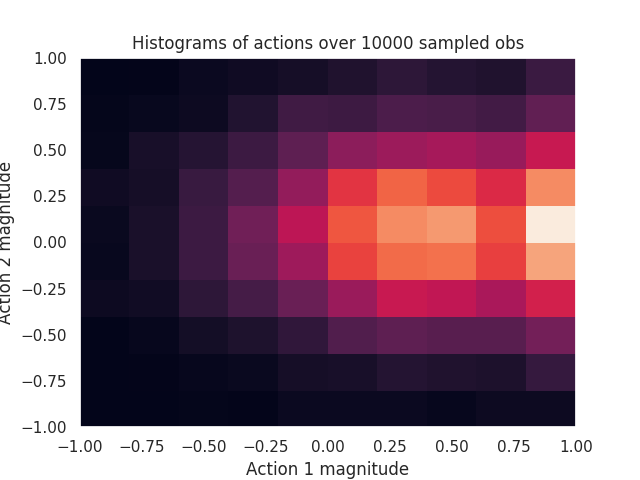 Histograms of actions over 10000 sampled obs
1.00
0.75
0.50
0.25
0.00
−0.25
−0.50
−0.75
−1.00
Action 2 magnitude
−1.00 −0.75 −0.50 −0.25 0.00 0.25 0.50 0.75 1.00
Action 1 magnitude